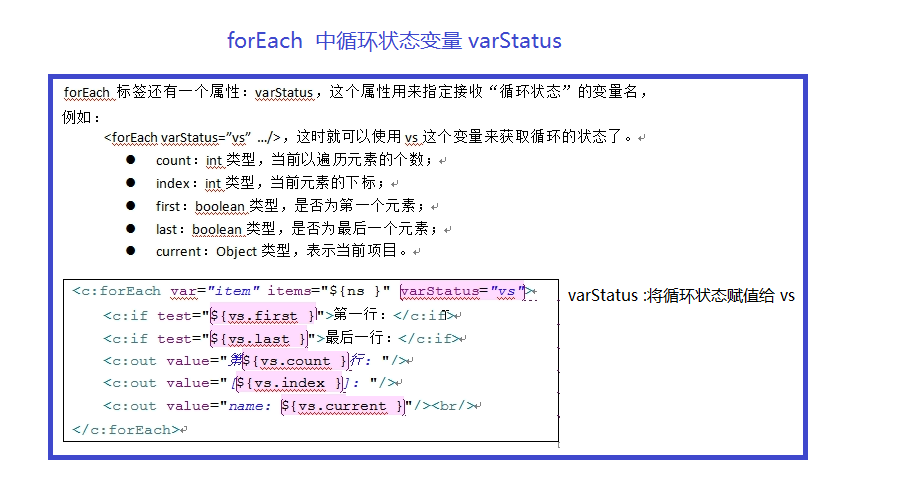 forEach 中循环状态变量 varStatus
forEach 标签还有一个属性：varStatus，这个属性用来指定接收“循环状态”的变量名，
例如：
<forEach varStatus=”vs” …/>，这时就可以使用 vs 这个变量来获取循环的状态了。
● count：int 类型，当前以遍历元素的个数；
● index：int 类型，当前元素的下标；
● first：boolean 类型，是否为第一个元素；
● last：boolean 类型，是否为最后一个元素；
● current：Object 类型，表示当前项目。
<c:forEach var="item" items="${ns }" varStatus="vs">
<c:if test="${vs.first }">第一行：</c:if>
<c:if test="${vs.last }">最后一行：</c:if>
<c:out value="第${vs.count }行: "/>
<c:out value="[${vs.index }]: "/>
<c:out value="name: ${vs.current }"/><br/>
</c:forEach>
varStatus :将循环状态赋值给 vs